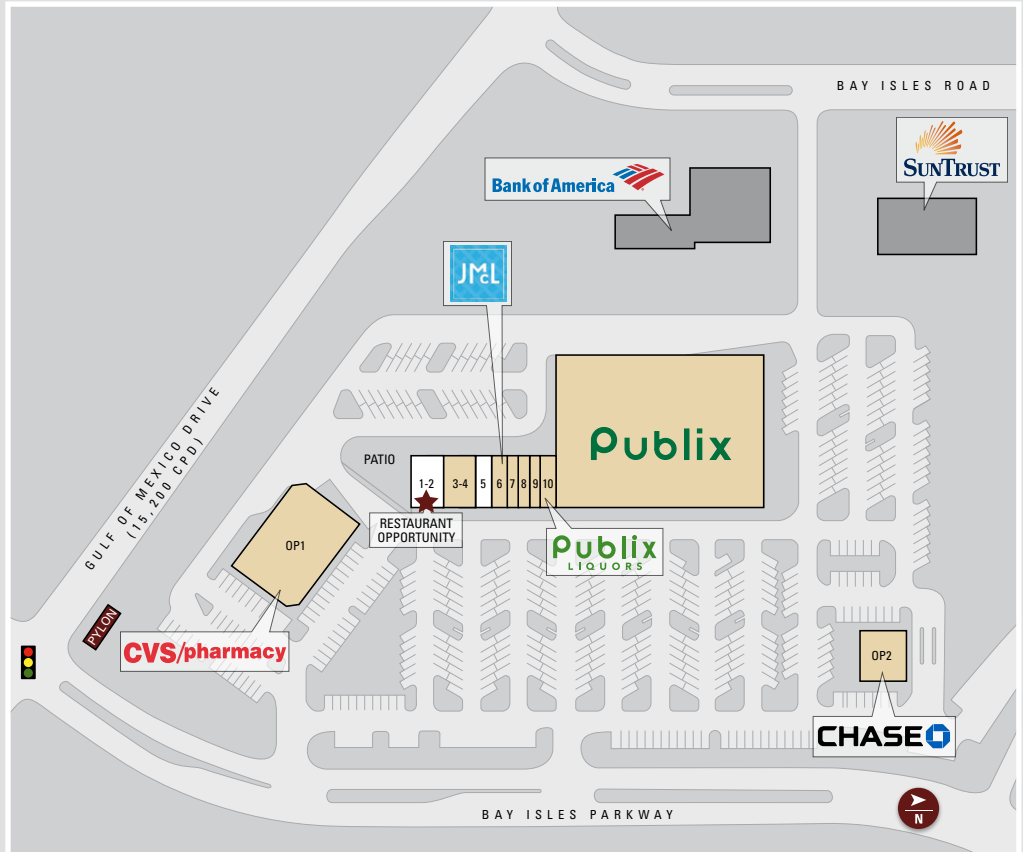 BAY ISLES ROAD
SUNTRUST
Bank of America
JMcL
GULF OF MEXICO DRIVE
(15,200 CPD)
Publix
PATIO
1-2
3-4
5
6
7
8
9
10
RESTAURANT
OPPORTUNITY
Publix
LIQUORS
OP1
PYLON
CVS/pharmacy
OP2
CHASE
BAY ISLES PARKWAY
N